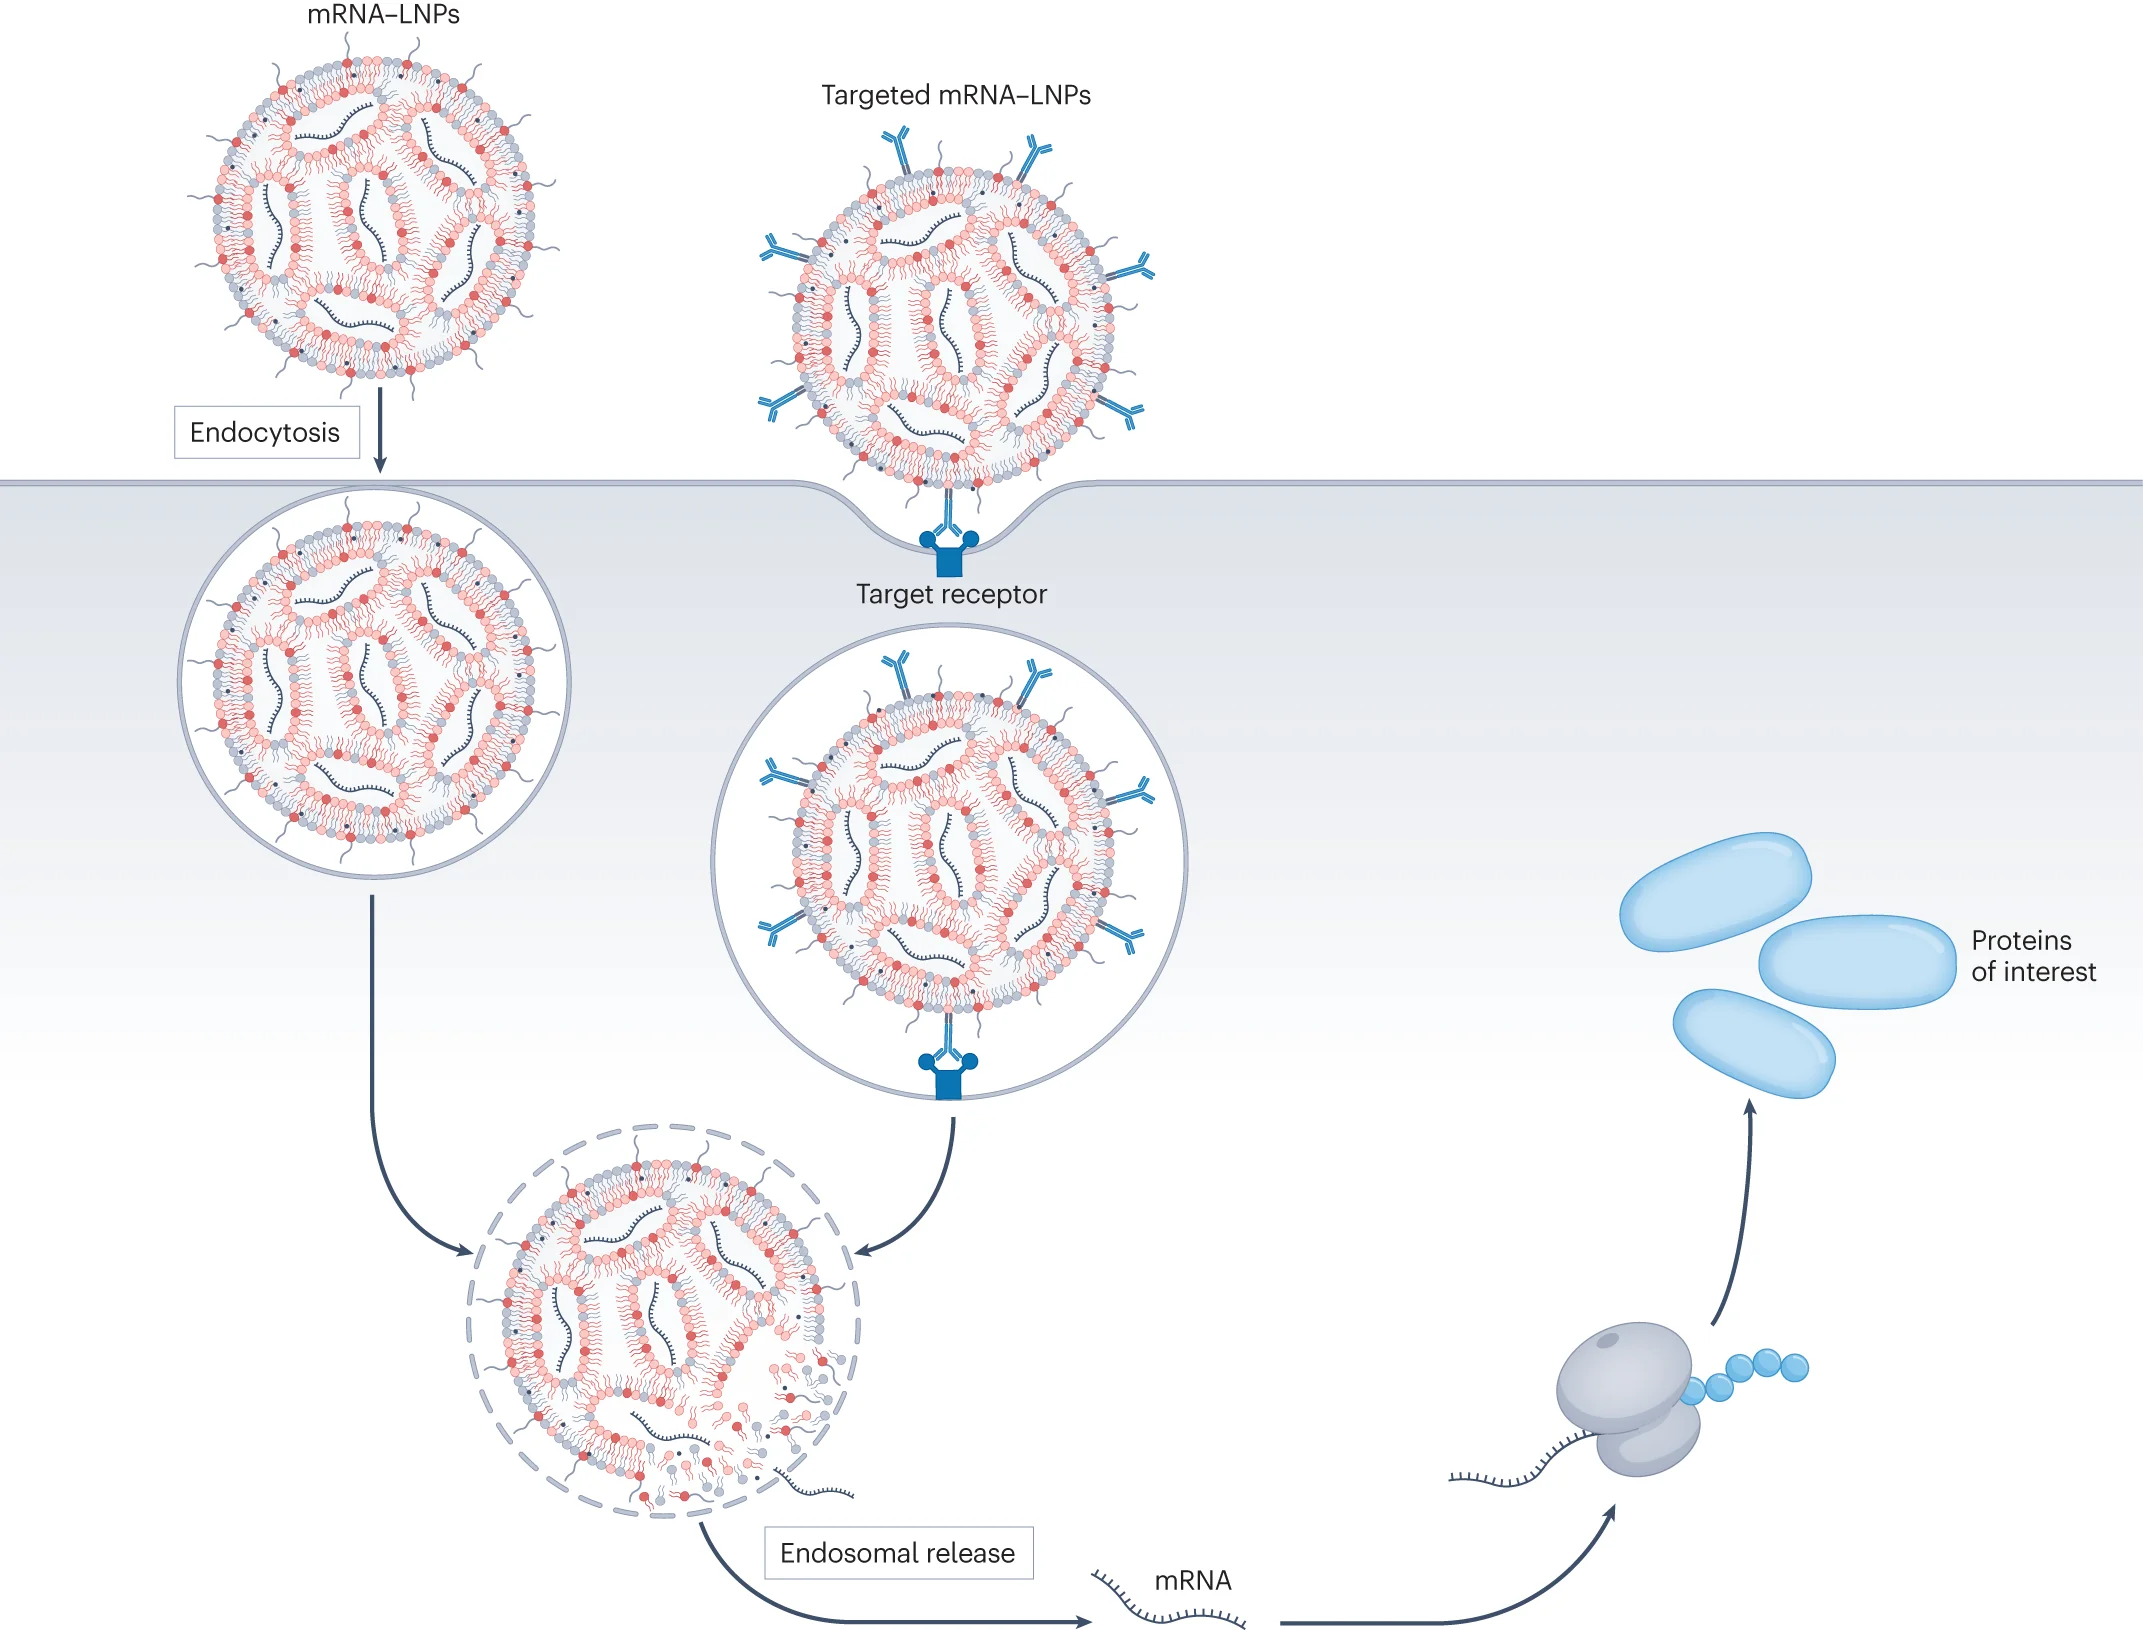 mRNA–LNPs
Targeted mRNA–LNPs
Endocytosis
Target receptor
Proteins
of interest
Endosomal release
mRNA